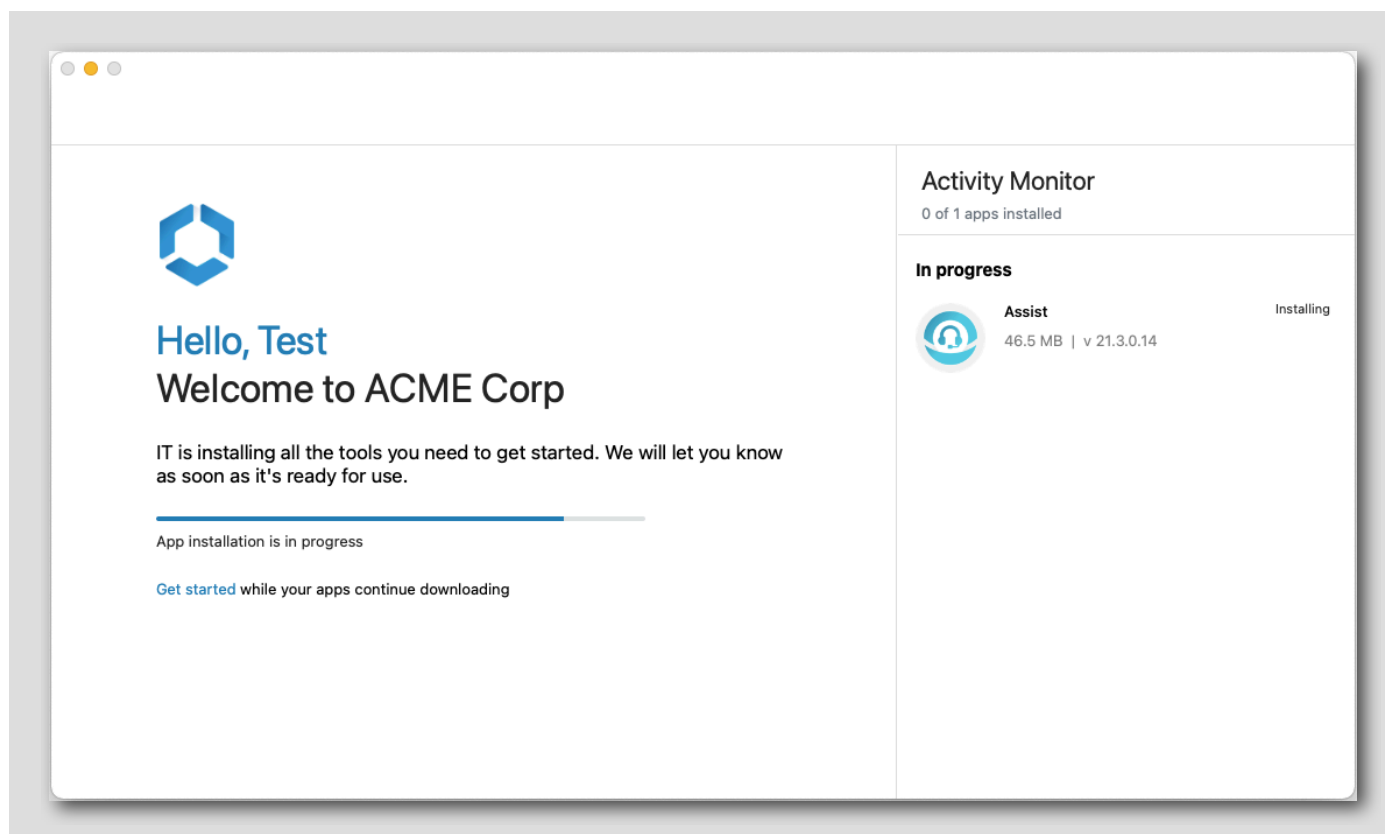 Hello, Test
Welcome to ACME Corp
IT is installing all the tools you need to get started. We will let you know
as soon as it's ready for use.
App installation is in progress
Get started while your apps continue downloading
Activity Monitor
0 of 1 apps installed
In progress
Assist
Installing
46.5 MB | v 21.3.0.14